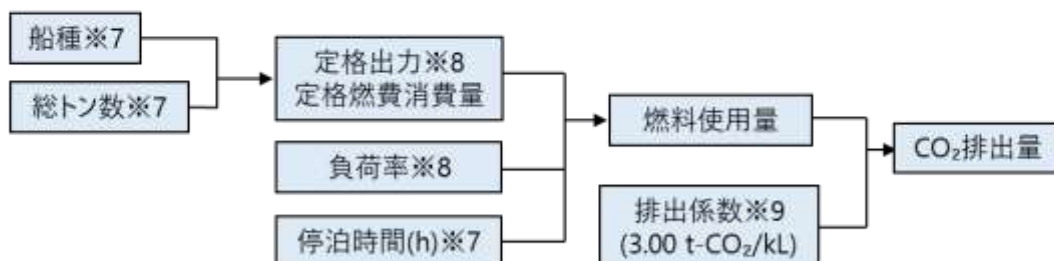 船種※7
総トン数※7
定格出力※8
定格燃費消費量
負荷率※8
停泊時間(h)※7
燃料使用量
排出係数※9
(3.00 t-CO₂/kL)
CO₂排出量